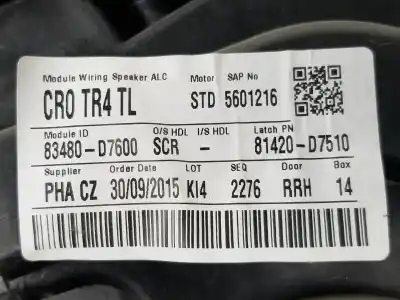 Module Wiring Speaker ALC Motor SAP No
CRO TR4 TL STD 5601216
Module ID O/S HDL I/S HDL Latch PN
83480-D7600 SCR - 81420-D7510
Supplier Order Date LOT SEQ Door Box
PHA CZ 30/09/2015 KI4 2276 RRH 14